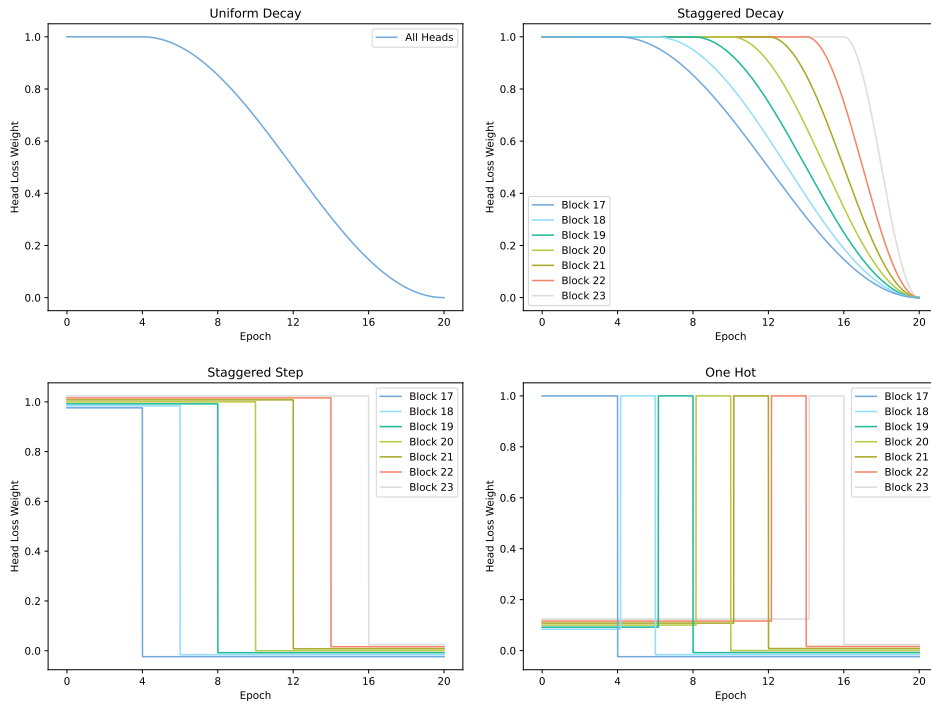 Uniform Decay
Head Loss Weight
1.0
0.8
0.6
0.4
0.2
0.0
All Heads
0 4 8 12 16 20
Epoch
Staggered Decay
Head Loss Weight
1.0
0.8
0.6
0.4
0.2
0.0
Block 17
Block 18
Block 19
Block 20
Block 21
Block 22
Block 23
0 4 8 12 16 20
Epoch
Staggered Step
Head Loss Weight
1.0
0.8
0.6
0.4
0.2
0.0
Block 17
Block 18
Block 19
Block 20
Block 21
Block 22
Block 23
0 4 8 12 16 20
Epoch
One Hot
Head Loss Weight
1.0
0.8
0.6
0.4
0.2
0.0
Block 17
Block 18
Block 19
Block 20
Block 21
Block 22
Block 23
0 4 8 12 16 20
Epoch